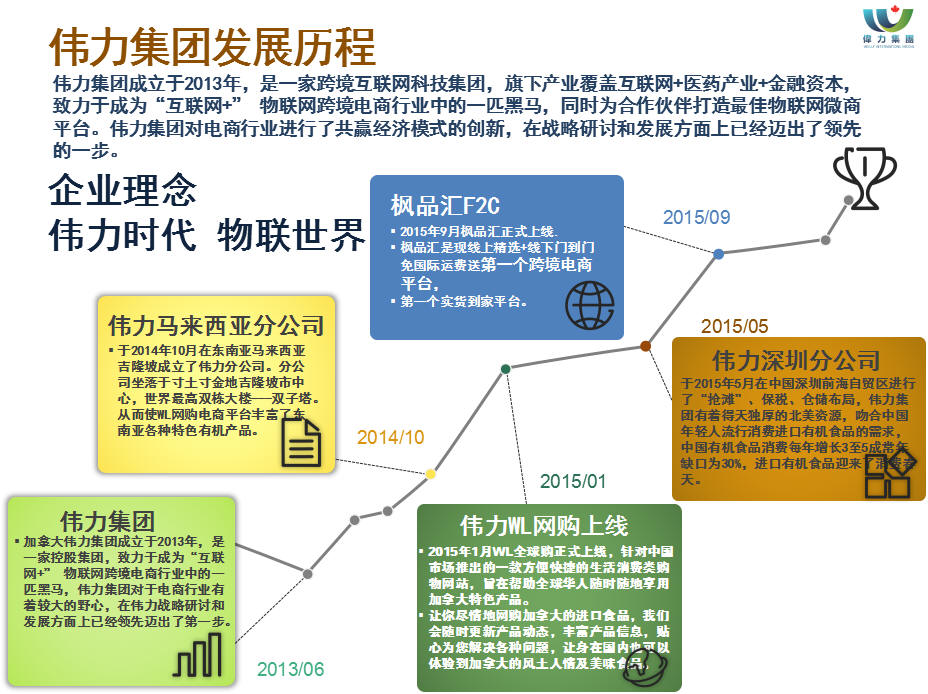 伟力集团发展历程
偉力集團
伟力集团成立于2013年，是一家跨境互联网科技集团，旗下产业覆盖互联网+医药产业+金融资本，
致力于成为“互联网+” 物联网跨境电商行业中的一匹黑马，同时为合作伙伴打造最佳物联网微商
平台。伟力集团对电商行业进行了共赢经济模式的创新，在战略研讨和发展方面上已经迈出了领先
的一步。
企业理念
伟力时代 物联世界
枫品汇F2C
▪ 2015年9月枫品汇正式上线.
▪ 枫品汇是现线上精选+线下门到门
免国际运费送第一个跨境电商
平台，
▪ 第一个实货到家平台。
2015/09
2015/05
伟力马来西亚分公司
▪ 于2014年10月在东南亚马来西亚
吉隆坡成立了伟力分公司。分公
司坐落于寸土寸金地吉隆坡市中
心，世界最高双栋大楼---双子塔。
从而使WL网购电商平台丰富了东
南亚各种特色有机产品。
2014/10
伟力深圳分公司
于2015年5月在中国深圳前海自贸区进行
了“抢滩”、保税、仓储布局，伟力集
团有着得天独厚的北美资源，吻合中国
年轻人流行消费进口有机食品的需求，
中国有机食品消费每年增长3至5成常年
缺口为30%，进口有机食品迎来了消费春
天。
2015/01
伟力集团
▪ 加拿大伟力集团成立于2013年，是
一家控股集团，致力于成为“互联
网+” 物联网跨境电商行业中的一
匹黑马，伟力集团对于电商行业有
着较大的野心，在伟力战略研讨和
发展方面上已经领先迈出了第一步。
2013/06
伟力WL网购上线
▪ 2015年1月WL全球购正式上线，针对中国
市场推出的一款方便快捷的生活消费类购
物网站，旨在帮助全球华人随时随地享用
加拿大特色产品。
▪ 让你尽情地网购加拿大的进口食品，我们
会随时更新产品动态，丰富产品信息，贴
心为您解决各种问题，让身在国内也可以
体验到加拿大的风土人情及美味食品。